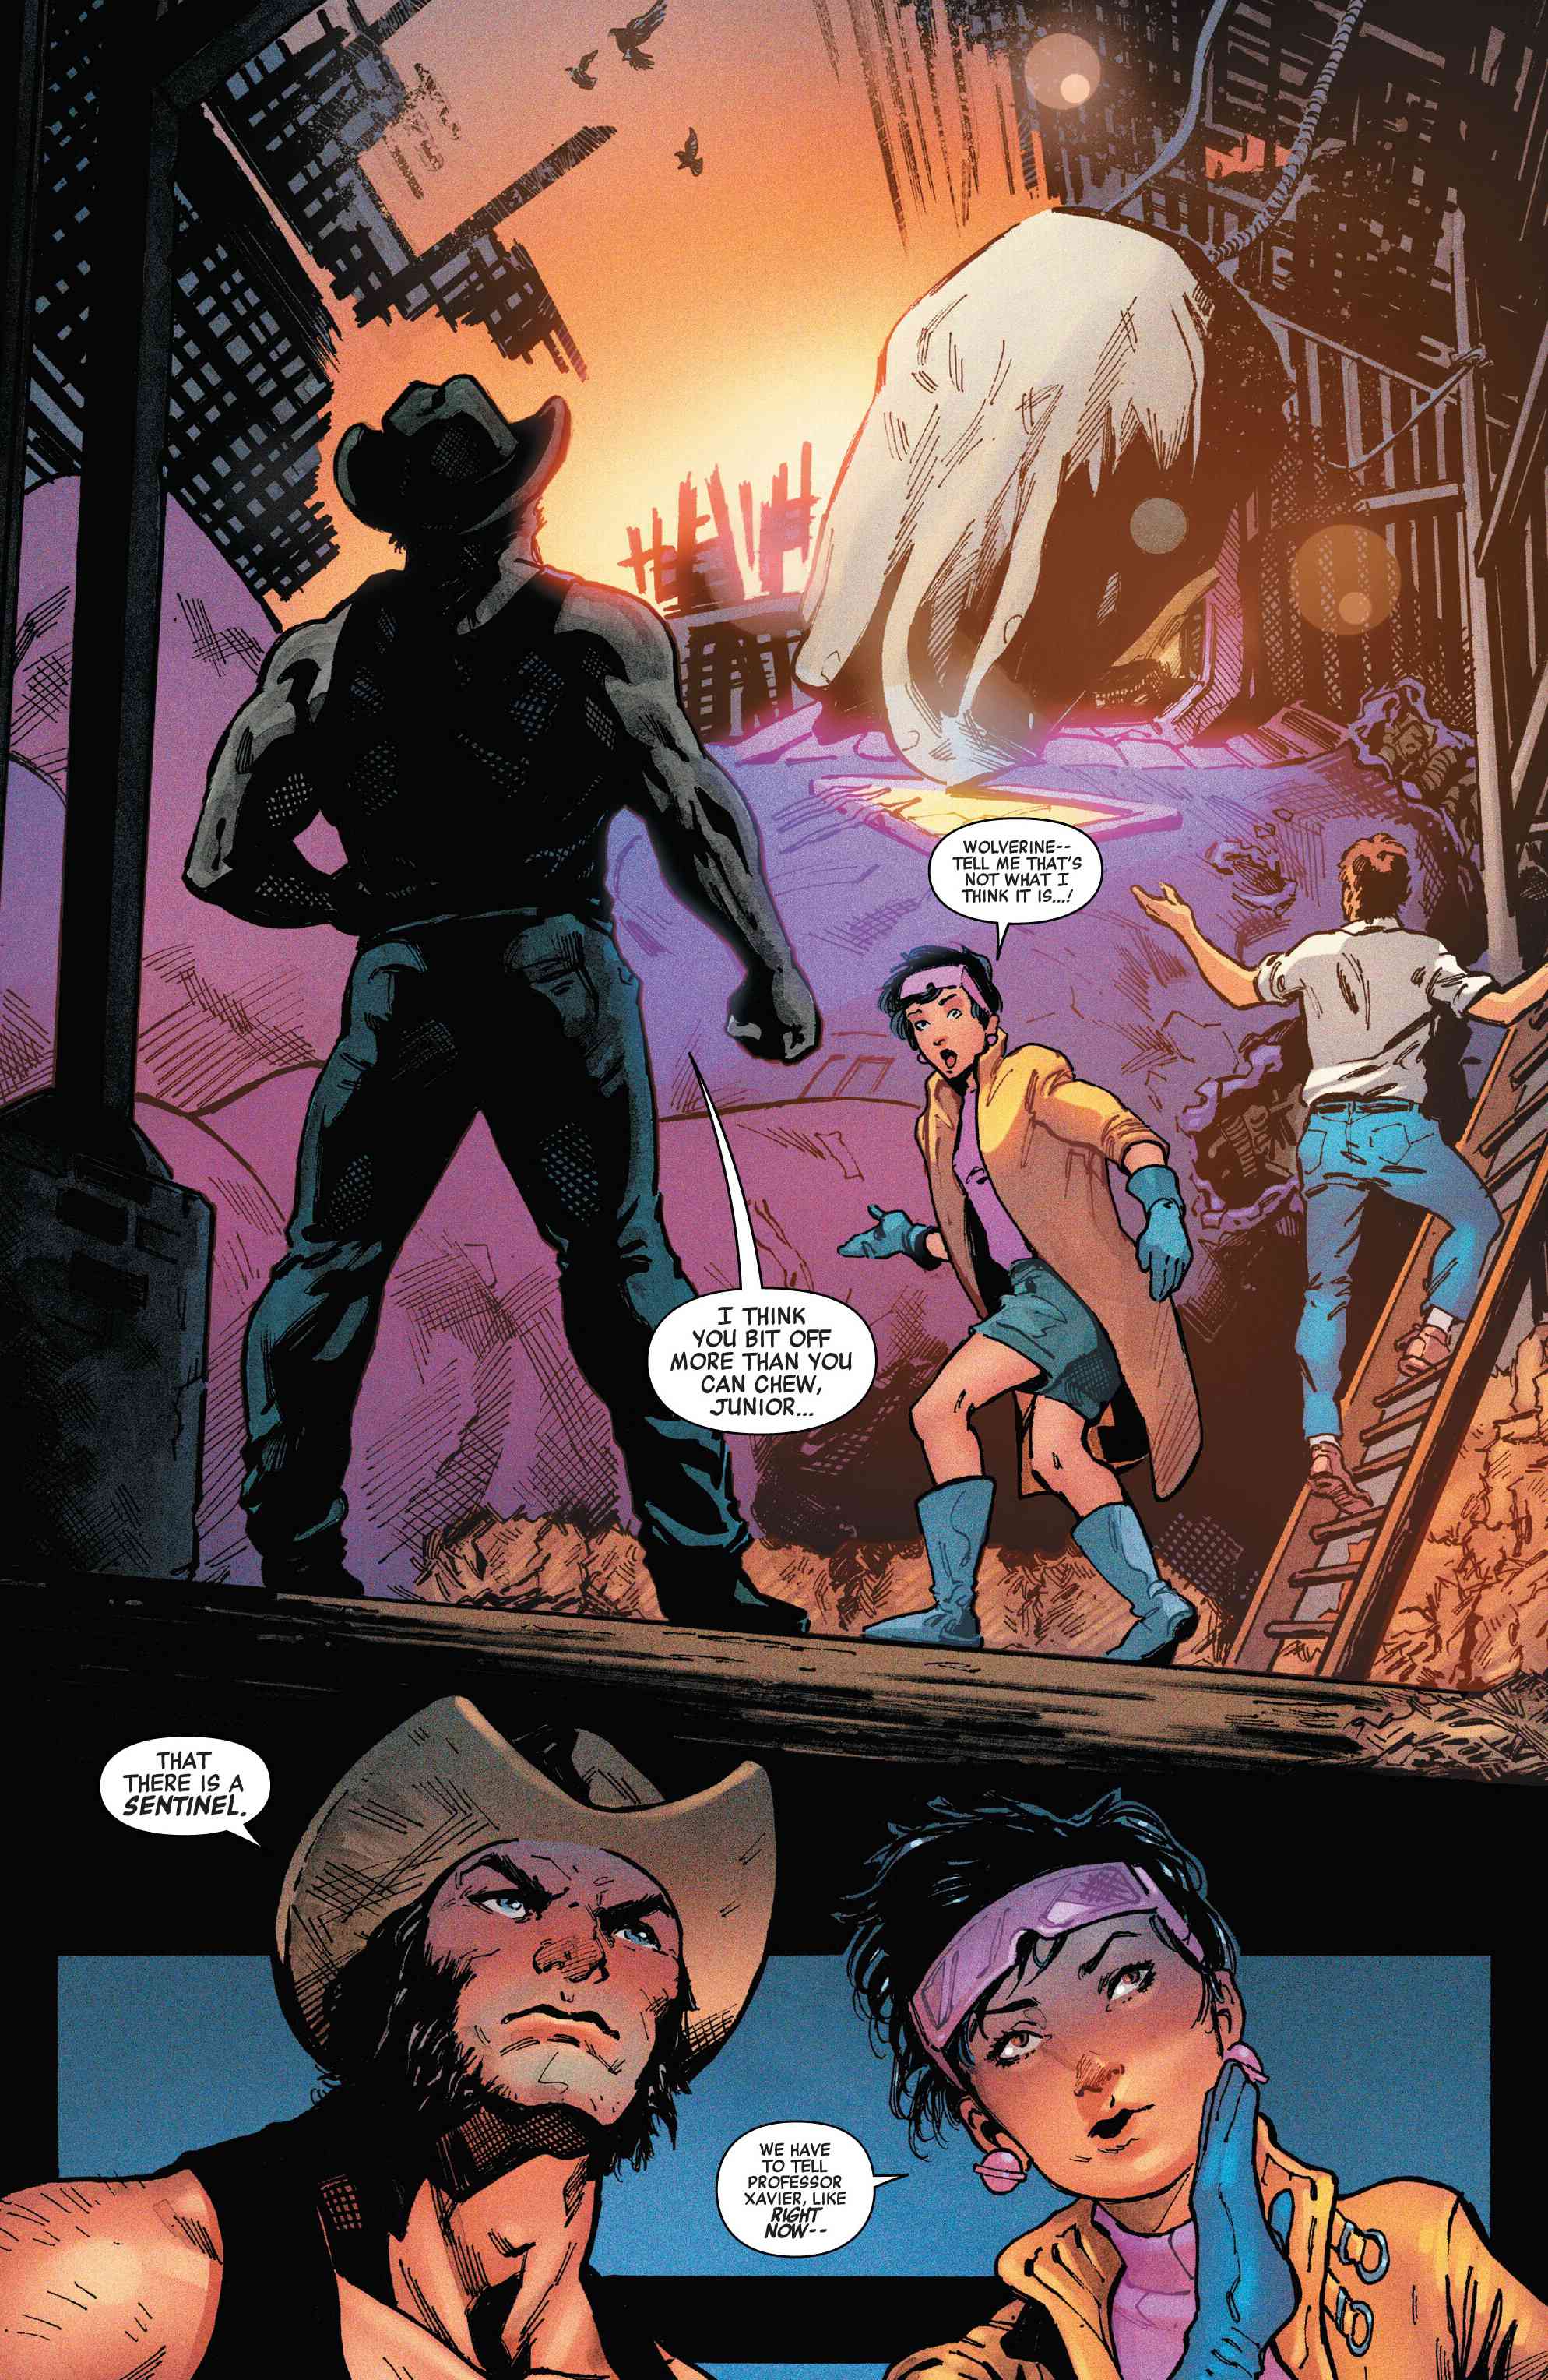 WOLVERINE--
TELL ME THAT'S
NOT WHAT I
THINK IT IS...!
I THINK
YOU BIT OFF
MORE THAN YOU
CAN CHEW,
JUNIOR...
THAT
THERE IS A
SENTINEL.
WE HAVE
TO TELL
PROFESSOR
XAVIER, LIKE
RIGHT
NOW--